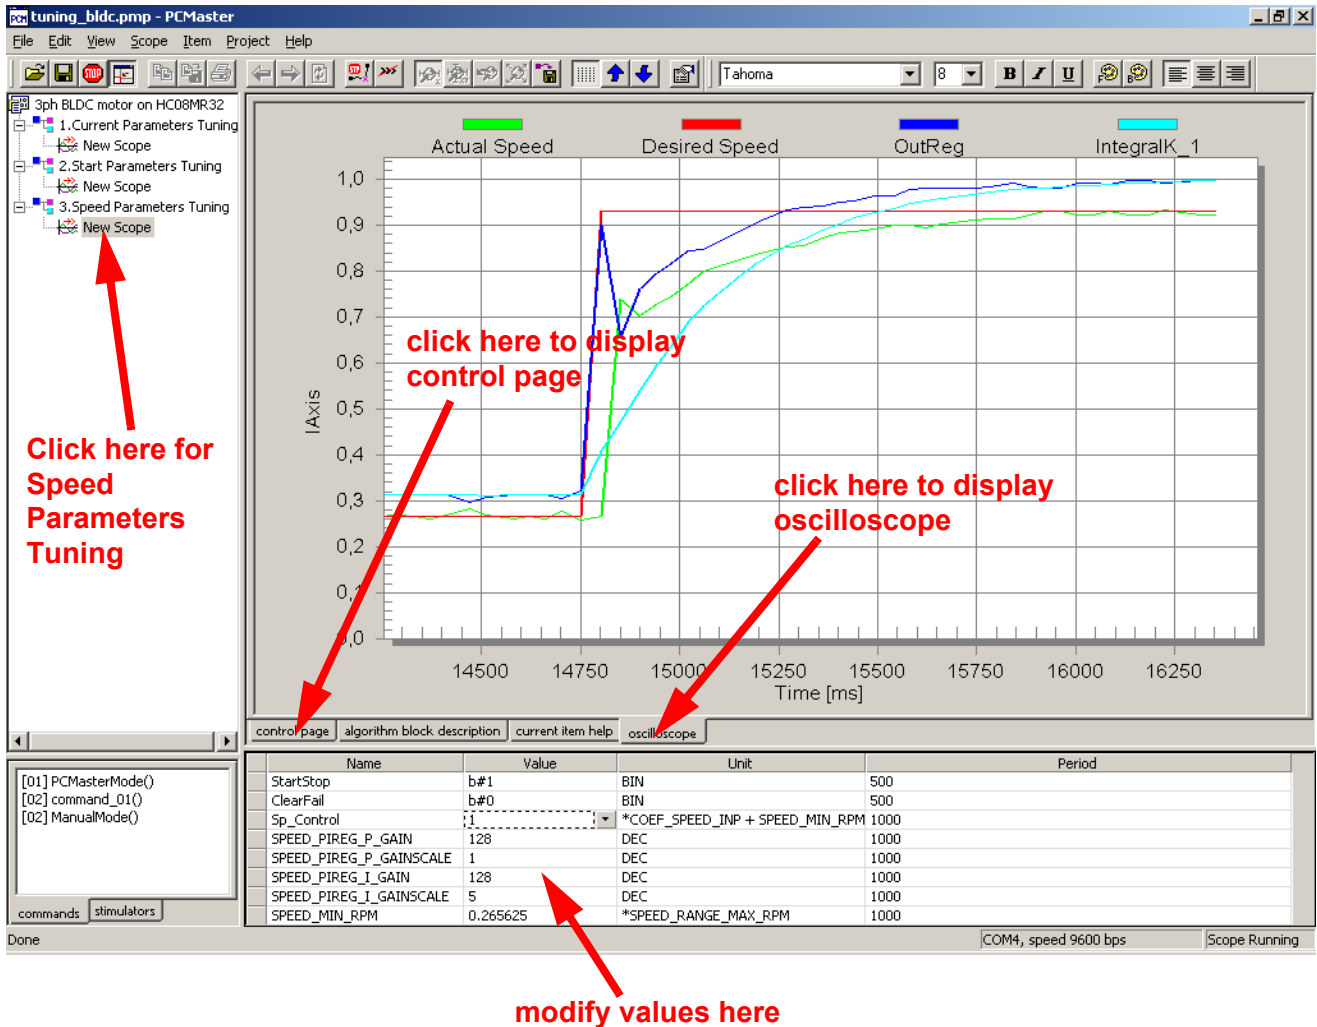 tuning_bldc.pmp - PCMaster
File Edit View Scope Item Project Help
STOP
Tahoma 8 B I U
3ph BLDC motor on HC08MR32
1.Current Parameters Tuning
New Scope
2.Start Parameters Tuning
New Scope
3.Speed Parameters Tuning
New Scope
Click here for
Speed
Parameters
Tuning
Actual Speed Desired Speed OutReg IntegralK_1
1,0
0,9
0,8
0,7
0,6
0,5
0,4
0,3
0,2
0,1
0,0
IAxis
click here to display
control page
click here to display
oscilloscope
14500 14750 15000 15250 15500 15750 16000 16250
Time [ms]
control page algorithm block description current item help oscilloscope
[01] PCMasterMode()
[02] command_01()
[02] ManualMode()
commands stimulators
Name Value Unit Period
StartStop b#1 BIN 500
ClearFail b#0 BIN 500
Sp_Control 1 *COEF_SPEED_INP + SPEED_MIN_RPM 1000
SPEED_PIREG_P_GAIN 128 DEC 1000
SPEED_PIREG_P_GAINSCALE 1 DEC 1000
SPEED_PIREG_I_GAIN 128 DEC 1000
SPEED_PIREG_I_GAINSCALE 5 DEC 1000
SPEED_MIN_RPM 0.265625 *SPEED_RANGE_MAX_RPM 1000
Done COM4, speed 9600 bps Scope Running
modify values here